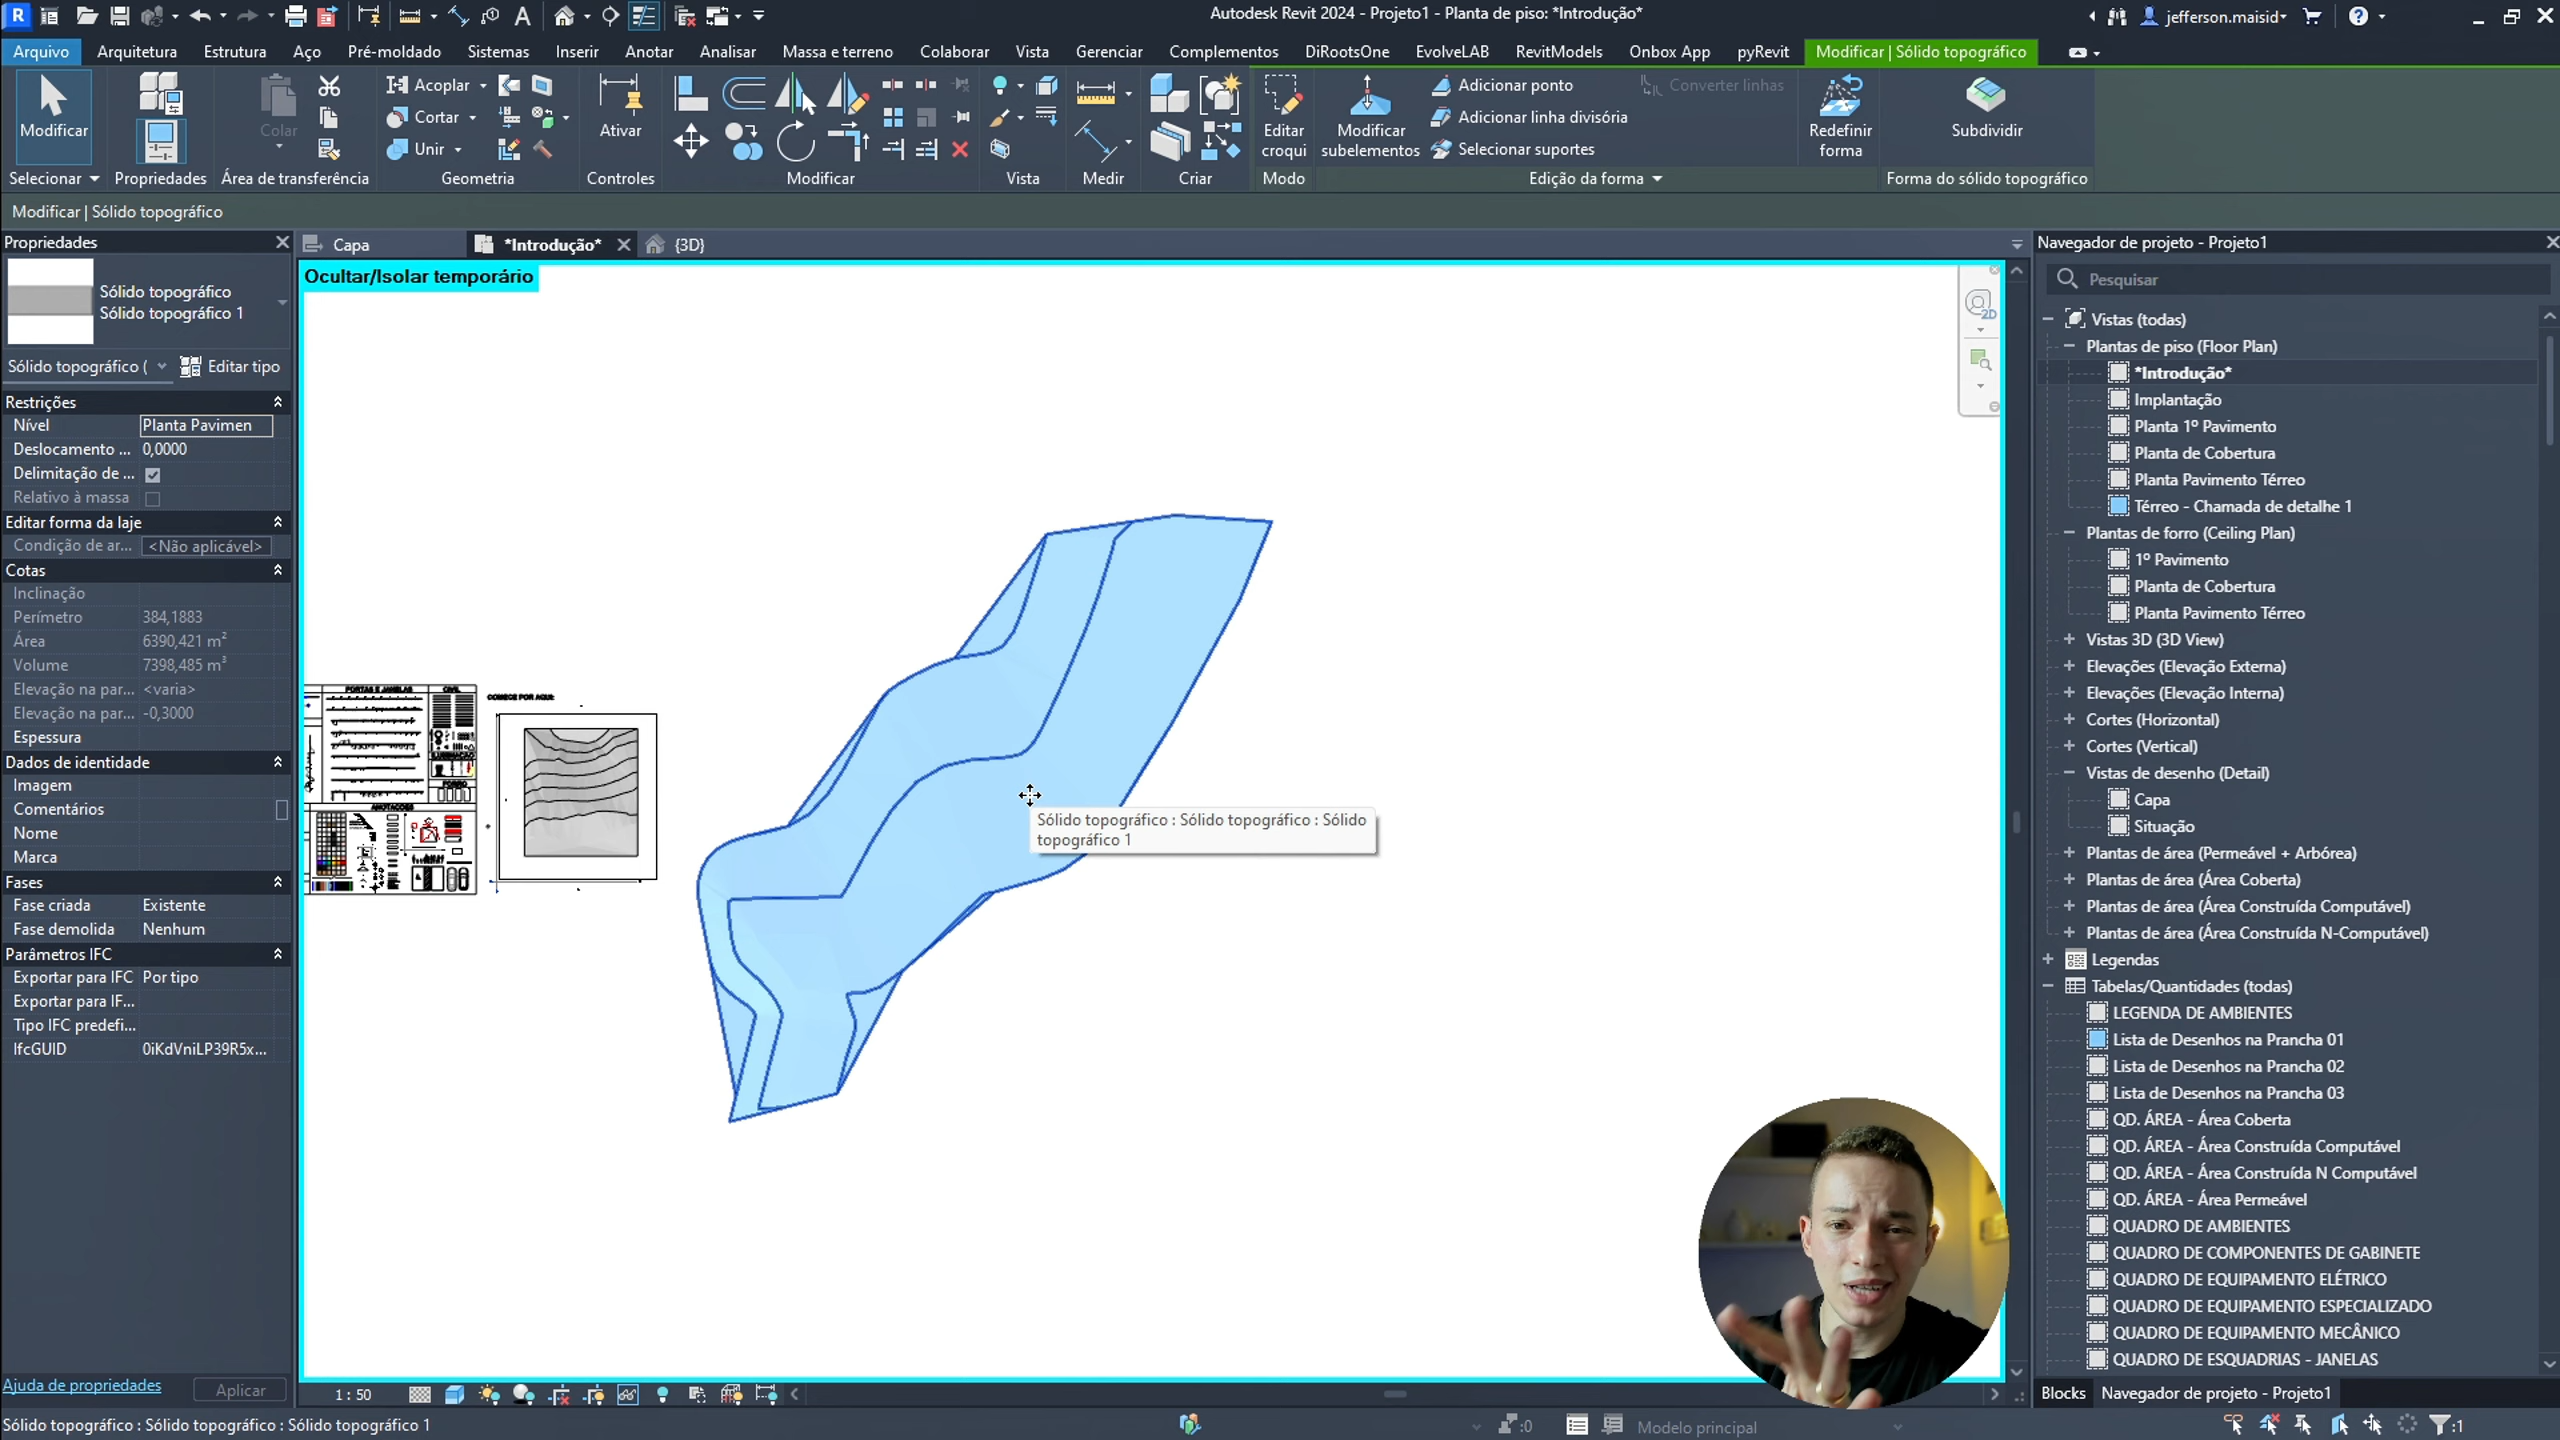 Autodesk Revit 2024 - Projeto1 - Planta de piso: *Introdução*
jefferson.maisid
Arquivo
Arquitetura
Estrutura
Aço
Pré-moldado
Sistemas
Inserir
Anotar
Analisar
Massa e terreno
Colaborar
Vista
Gerenciar
Complementos
DiRootsOne
EvolveLAB
RevitModels
Onbox App
pyRevit
Modificar | Sólido topográfico
Modificar
Colar
Acoplar
Cortar
Unir
Ativar
Editar croqui
Modificar subelementos
Adicionar ponto
Adicionar linha divisória
Selecionar suportes
Converter linhas
Redefinir forma
Subdividir
Selecionar
Propriedades
Área de transferência
Geometria
Controles
Modificar
Vista
Medir
Criar
Modo
Edição da forma
Forma do sólido topográfico
Modificar | Sólido topográfico
Propriedades
Sólido topográfico
Sólido topográfico 1
Sólido topográfico (
Editar tipo
Restrições
Nível Planta Pavimen
Deslocamento ... 0,0000
Delimitação de ...
Relativo à massa
Editar forma da laje
Condição de ar... <Não aplicável>
Cotas
Inclinação
Perímetro 384,1883
Área 6390,421 m²
Volume 7398,485 m³
Elevação na par... <varia>
Elevação na par... -0,3000
Espessura
Dados de identidade
Imagem
Comentários
Nome
Marca
Fases
Fase criada Existente
Fase demolida Nenhum
Parâmetros IFC
Exportar para IFC Por tipo
Exportar para IF...
Tipo IFC predefi...
IfcGUID 0iKdVniLP39R5x...
Ajuda de propriedades
Aplicar
Capa
*Introdução*
{3D}
Ocultar/Isolar temporário
2D
PORTAS E JANELAS
CIVIL
COMECE POR AQUI:
ANOTAÇÕES
Sólido topográfico : Sólido topográfico : Sólido
topográfico 1
1 : 50
Navegador de projeto - Projeto1
Pesquisar
Vistas (todas)
Plantas de piso (Floor Plan)
*Introdução*
Implantação
Planta 1º Pavimento
Planta de Cobertura
Planta Pavimento Térreo
Térreo - Chamada de detalhe 1
Plantas de forro (Ceiling Plan)
1º Pavimento
Planta de Cobertura
Planta Pavimento Térreo
Vistas 3D (3D View)
Elevações (Elevação Externa)
Elevações (Elevação Interna)
Cortes (Horizontal)
Cortes (Vertical)
Vistas de desenho (Detail)
Capa
Situação
Plantas de área (Permeável + Arbórea)
Plantas de área (Área Coberta)
Plantas de área (Área Construída Computável)
Plantas de área (Área Construída N-Computável)
Legendas
Tabelas/Quantidades (todas)
LEGENDA DE AMBIENTES
Lista de Desenhos na Prancha 01
Lista de Desenhos na Prancha 02
Lista de Desenhos na Prancha 03
QD. ÁREA - Área Coberta
QD. ÁREA - Área Construída Computável
QD. ÁREA - Área Construída N Computável
QD. ÁREA - Área Permeável
QUADRO DE AMBIENTES
QUADRO DE COMPONENTES DE GABINETE
QUADRO DE EQUIPAMENTO ELÉTRICO
QUADRO DE EQUIPAMENTO ESPECIALIZADO
QUADRO DE EQUIPAMENTO MECÂNICO
QUADRO DE ESQUADRIAS - JANELAS
Blocks
Navegador de projeto - Projeto1
Sólido topográfico : Sólido topográfico : Sólido topográfico 1
:0
Modelo principal
:1